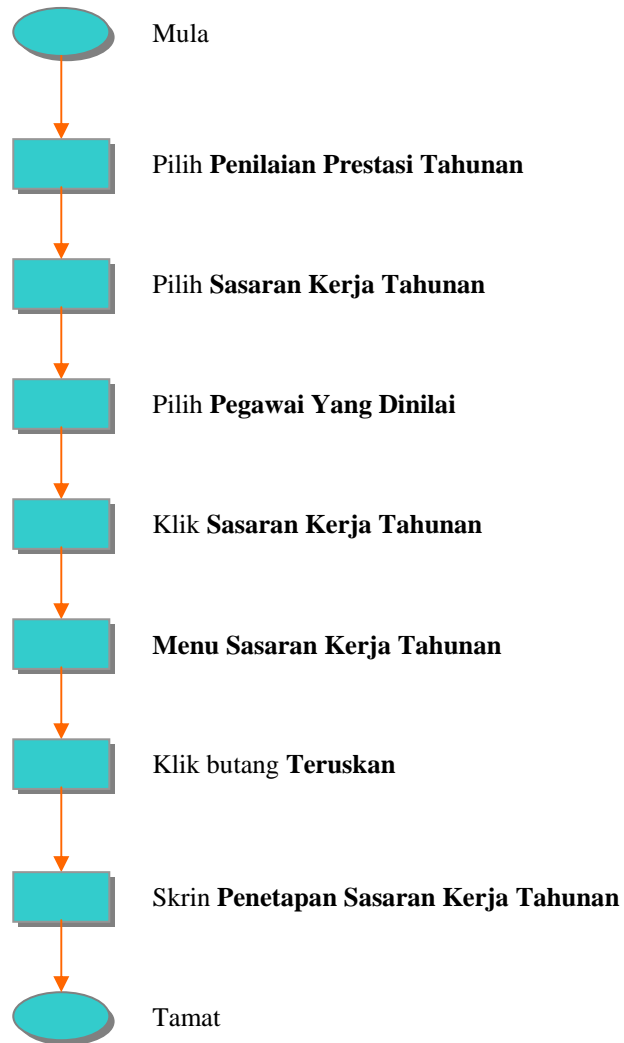 Mula
Pilih Penilaian Prestasi Tahunan
Pilih Sasaran Kerja Tahunan
Pilih Pegawai Yang Dinilai
Klik Sasaran Kerja Tahunan
Menu Sasaran Kerja Tahunan
Klik butang Teruskan
Skrin Penetapan Sasaran Kerja Tahunan
Tamat